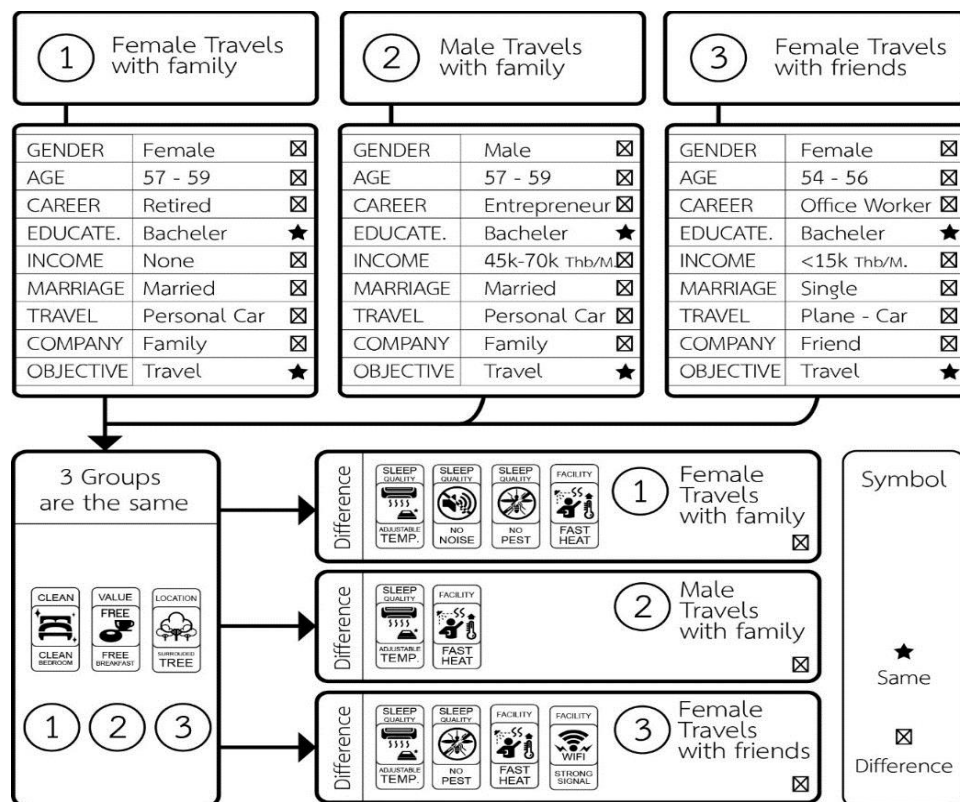 1 Female Travels
with family
2 Male Travels
with family
3 Female Travels
with friends
GENDER Female
AGE 57 - 59
CAREER Retired
EDUCATE. Bacheler
INCOME None
MARRIAGE Married
TRAVEL Personal Car
COMPANY Family
OBJECTIVE Travel
GENDER Male
AGE 57 - 59
CAREER Entrepreneur
EDUCATE. Bacheler
INCOME 45k-70k Thb/M.
MARRIAGE Married
TRAVEL Personal Car
COMPANY Family
OBJECTIVE Travel
GENDER Female
AGE 54 - 56
CAREER Office Worker
EDUCATE. Bacheler
INCOME <15k Thb/M.
MARRIAGE Single
TRAVEL Plane - Car
COMPANY Friend
OBJECTIVE Travel
3 Groups
are the same
CLEAN
CLEAN
BEDROOM
VALUE
FREE
FREE
BREAKFAST
LOCATION
SURROUDED
TREE
1 2 3
Difference
SLEEP
QUALITY
ADJUSTABLE
TEMP.
SLEEP
QUALITY
NO
NOISE
SLEEP
QUALITY
NO
PEST
FACILITY
FAST
HEAT
1 Female
Travels
with family
Difference
SLEEP
QUALITY
ADJUSTABLE
TEMP.
FACILITY
FAST
HEAT
2 Male
Travels
with family
Difference
SLEEP
QUALITY
ADJUSTABLE
TEMP.
SLEEP
QUALITY
NO
PEST
FACILITY
FAST
HEAT
FACILITY
WIFI
STRONG
SIGNAL
3 Female
Travels
with friends
Symbol
Same
Difference